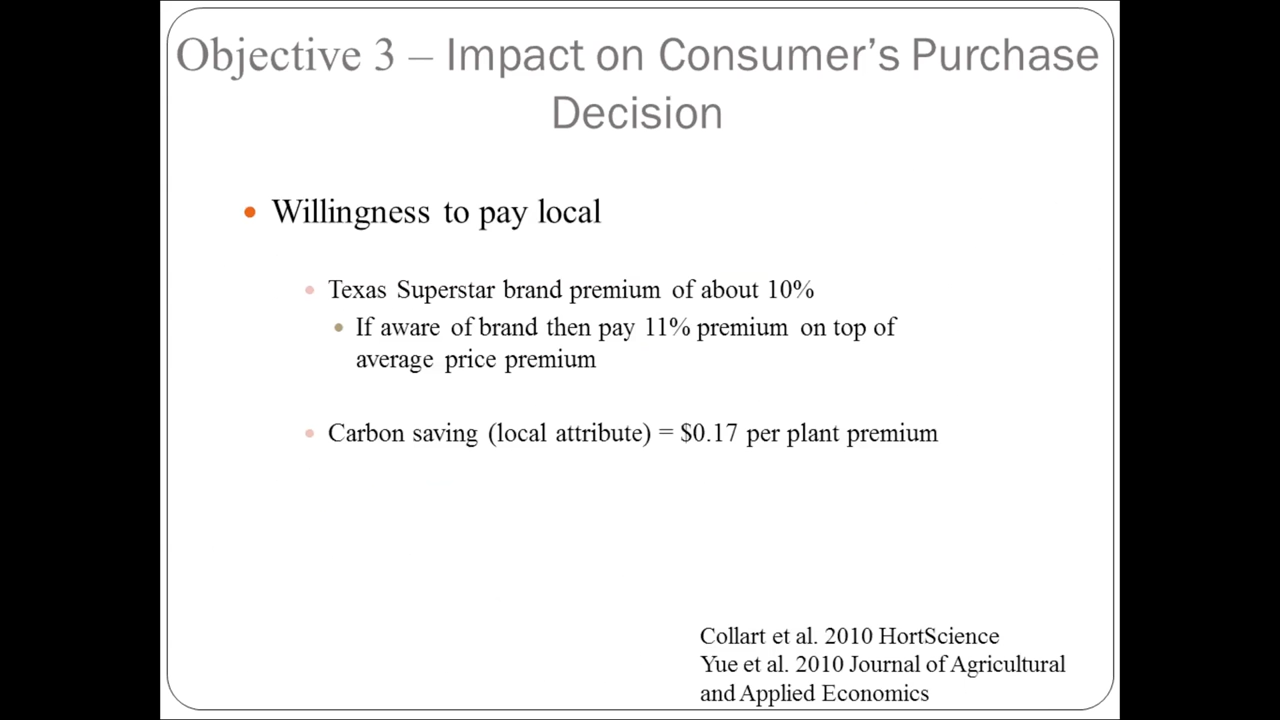 Objective 3 – Impact on Consumer’s Purchase
Decision
Willingness to pay local
Texas Superstar brand premium of about 10%
If aware of brand then pay 11% premium on top of
average price premium
Carbon saving (local attribute) = $0.17 per plant premium
Collart et al. 2010 HortScience
Yue et al. 2010 Journal of Agricultural
and Applied Economics